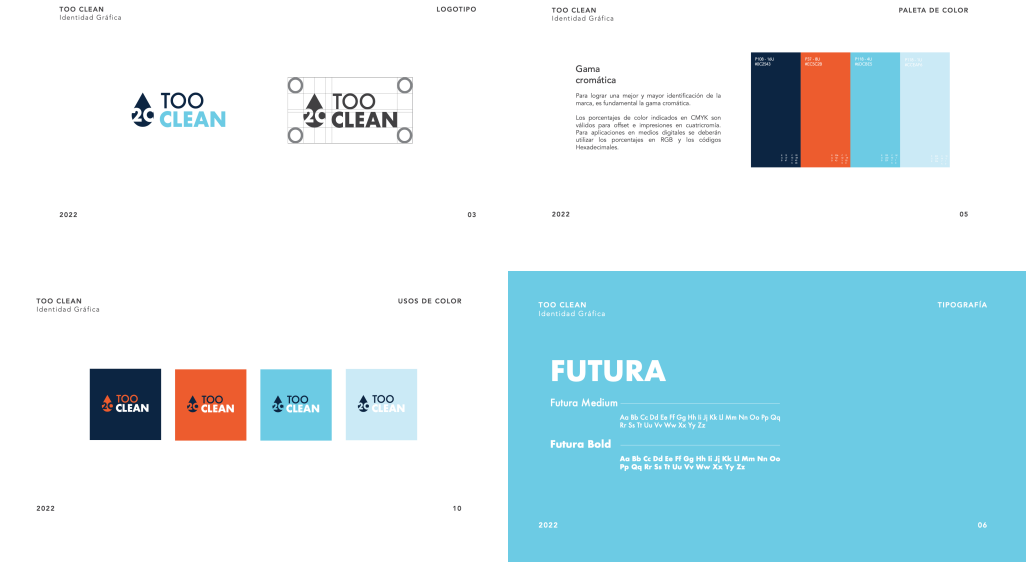 TOO CLEAN
Identidad Gráfica
LOGOTIPO
TOO
2C CLEAN
TOO
2C CLEAN
2022
03
TOO CLEAN
Identidad Gráfica
PALETA DE COLOR
Gama
cromática
Para lograr una mejor y mayor identificación de la
marca, es fundamental la gama cromática.
Los porcentajes de color indicados en CMYK son
válidos para offset e impresiones en cuatricromía.
Para aplicaciones en medios digitales se deberán
utilizar los porcentajes en RGB y los códigos
Hexadecimales.
2022
05
TOO CLEAN
Identidad Gráfica
USOS DE COLOR
TOO
2C CLEAN
TOO
2C CLEAN
TOO
2C CLEAN
TOO
2C CLEAN
2022
10
TOO CLEAN
Identidad Gráfica
TIPOGRAFÍA
FUTURA
Futura Medium
Aa Bb Cc Dd Ee Ff Gg Hh Ii Jj Kk Ll Mm Nn Oo Pp Qq
Rr Ss Tt Uu Vv Ww Xx Yy Zz
Futura Bold
Aa Bb Cc Dd Ee Ff Gg Hh Ii Jj Kk Ll Mm Nn Oo
Pp Qq Rr Ss Tt Uu Vv Ww Xx Yy Zz
2022
06